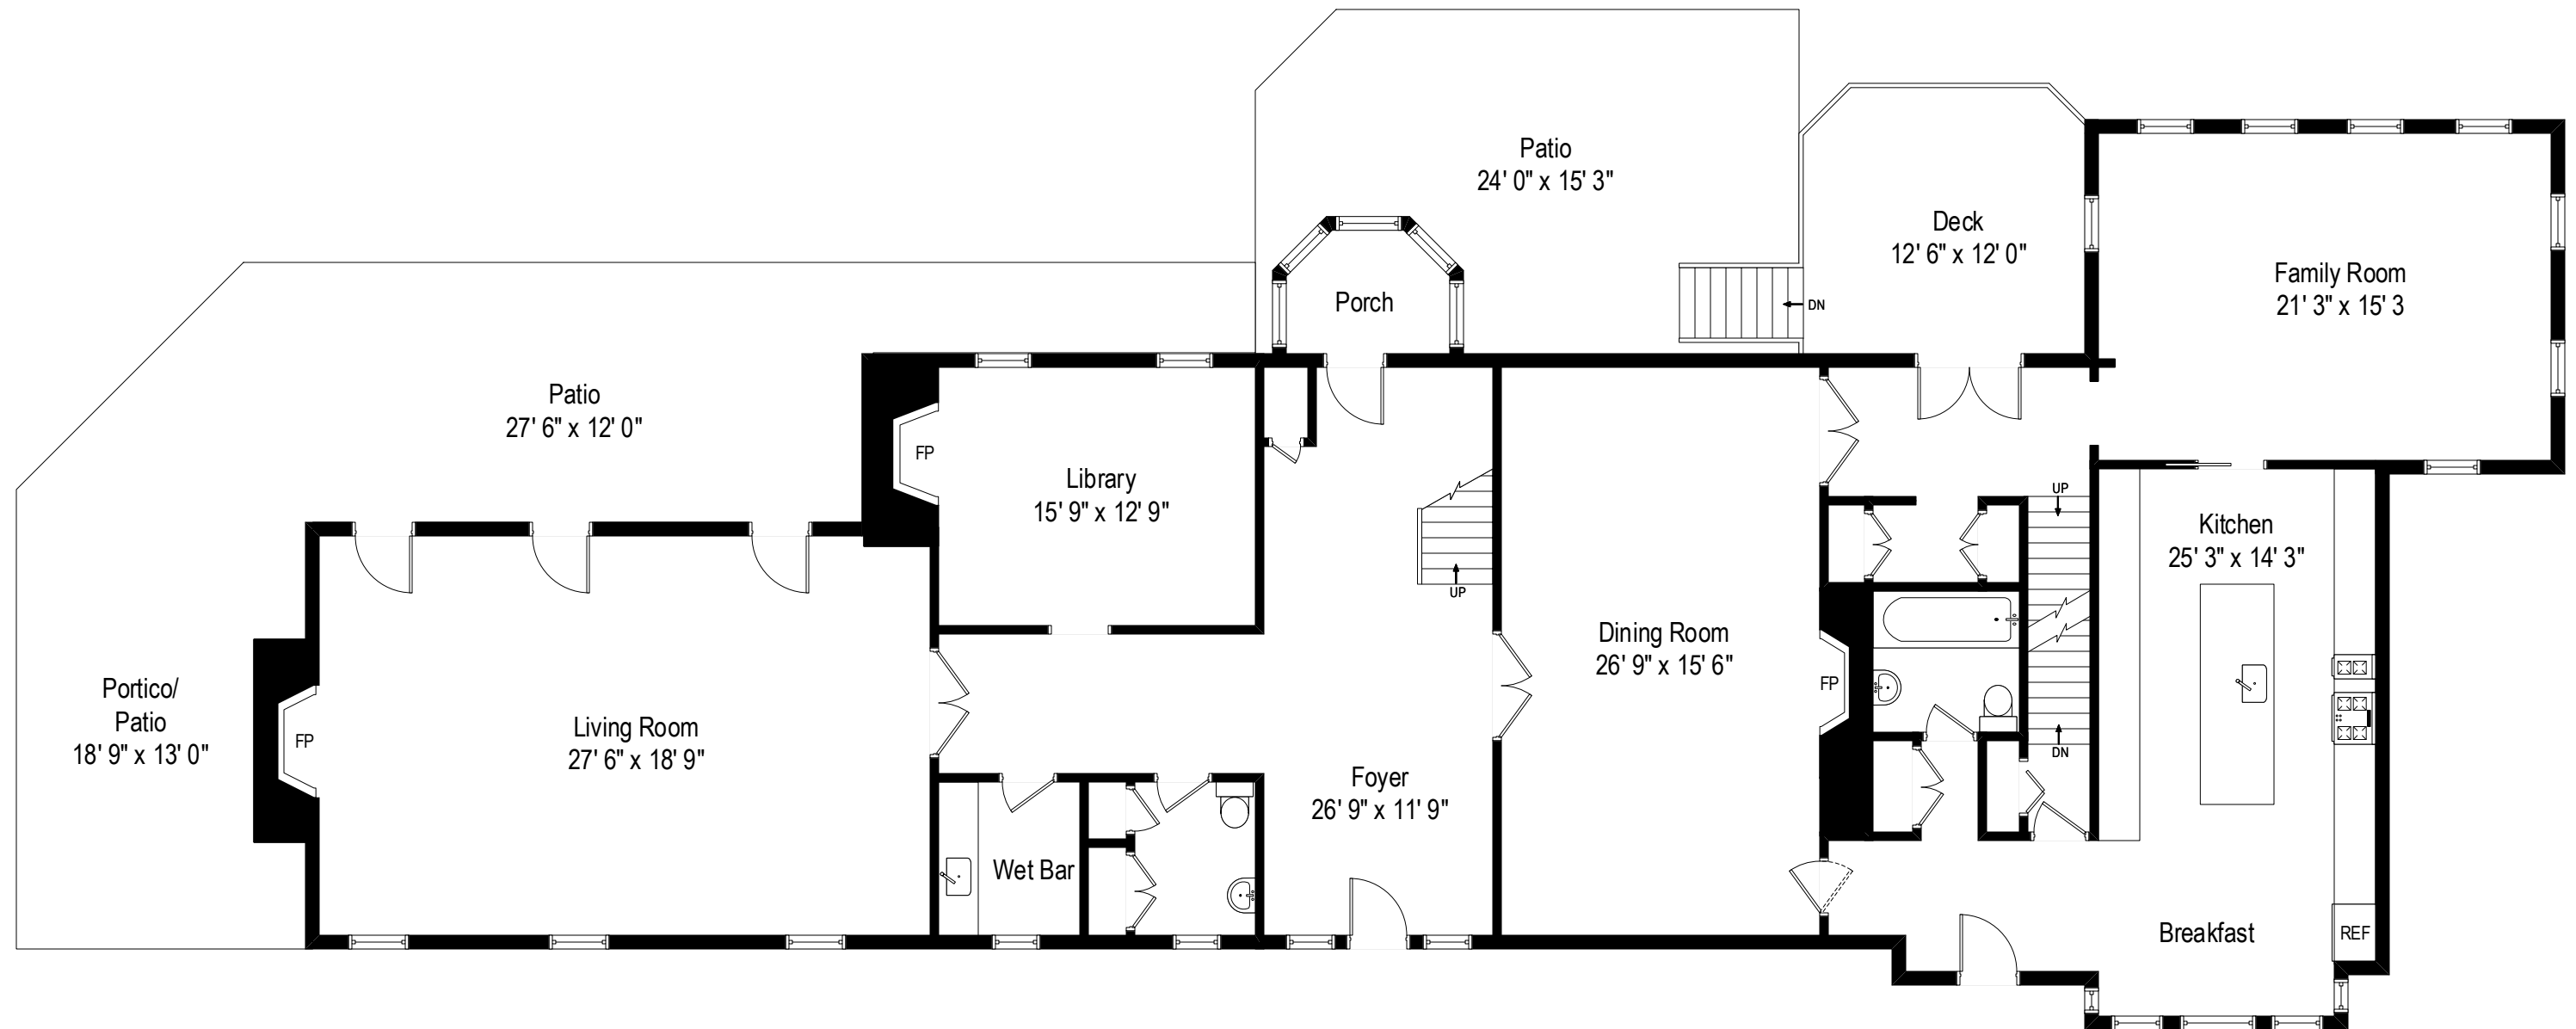 Patio
24' 0" x 15' 3"
Deck
12' 6" x 12' 0"
Family Room
21' 3" x 15' 3
Porch
DN
Patio
27' 6" x 12' 0"
FP
Library
15' 9" x 12' 9"
UP
UP
Kitchen
25' 3" x 14' 3"
Dining Room
26' 9" x 15' 6"
FP
Portico/
Patio
18' 9" x 13' 0"
FP
Living Room
27' 6" x 18' 9"
DN
Foyer
26' 9" x 11' 9"
Wet Bar
Breakfast
REF